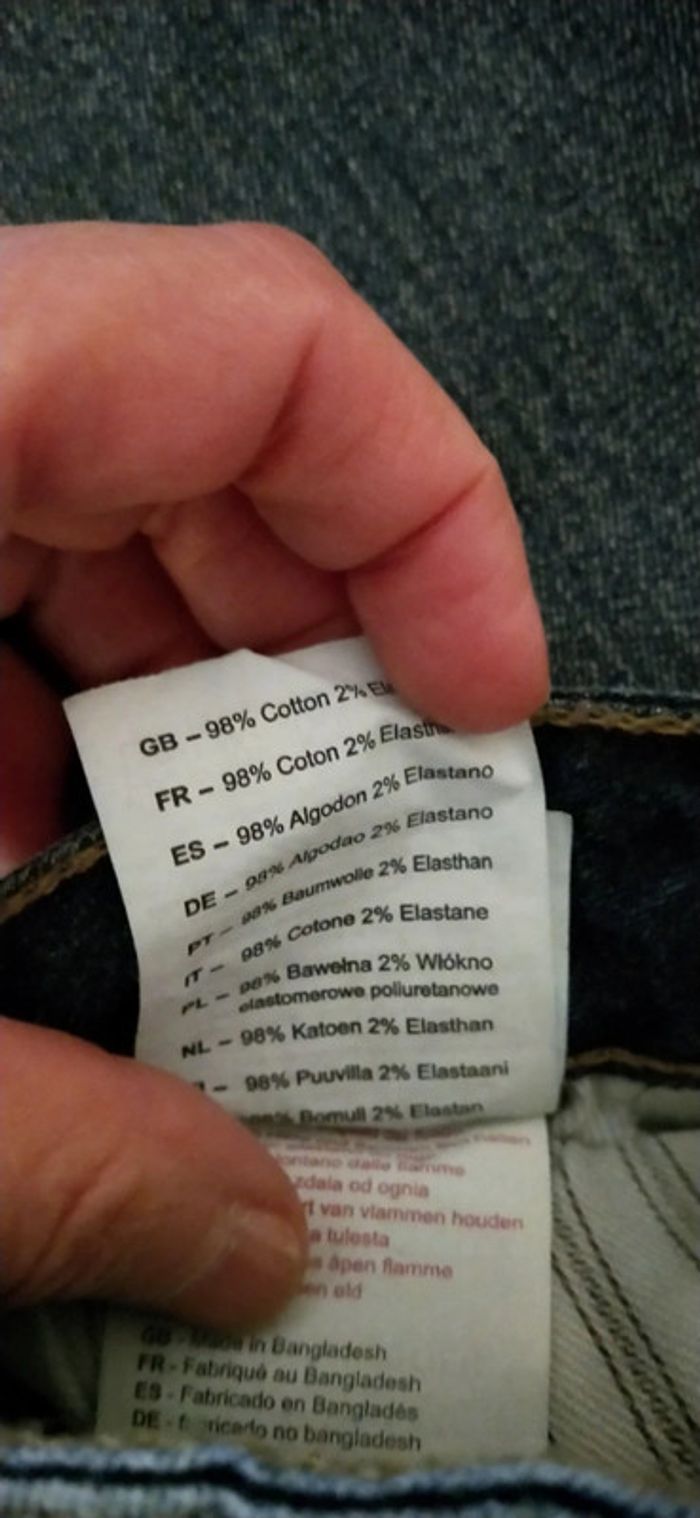 GB – 98% Cotton 2%
FR – 98% Coton 2%
ES – 98% Algodon 2% Elastano
DE – 98% Algodao 2% Elastano
PT – 98% Baumwolle 2% Elasthan
IT – 98% Cotone 2% Elastane
PL – 98% Bawełna 2% Włókno
elastomerowe poliuretanowe
NL – 98% Katoen 2% Elasthan
– 98% Puuvilla 2% Elastaani
Bomull 2% Elastan
dalle fiamme
od ognia
van vlammen houden
tulesta
åpen flamme
eld
GB - Made in Bangladesh
FR - Fabriqué au Bangladesh
ES - Fabricado en Bangladés
DE - no bangladesh